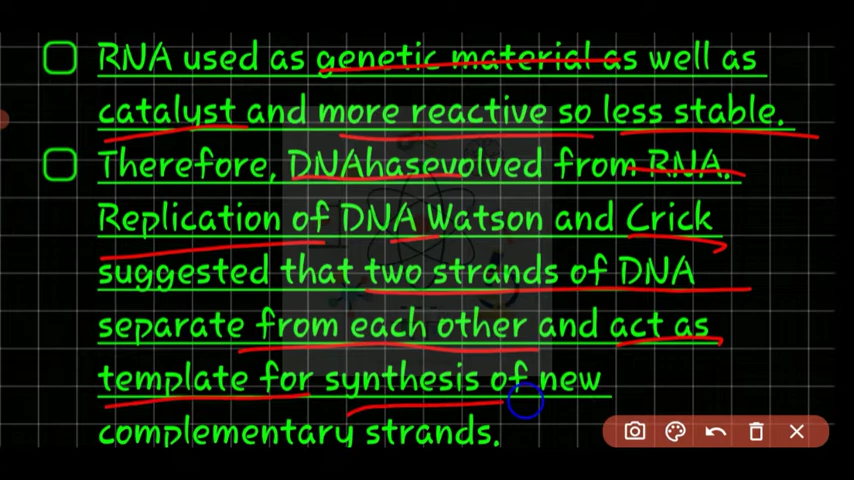 RNA used as genetic material as well as
catalyst and more reactive so less stable.
Therefore, DNAhasevolved from RNA.
Replication of DNA Watson and Crick
suggested that two strands of DNA
separate from each other and act as
template for synthesis of new
complementary strands.